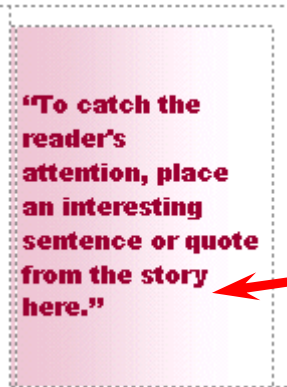 “To catch the
reader's
attention, place
an interesting
sentence or quote
from the story
here.”